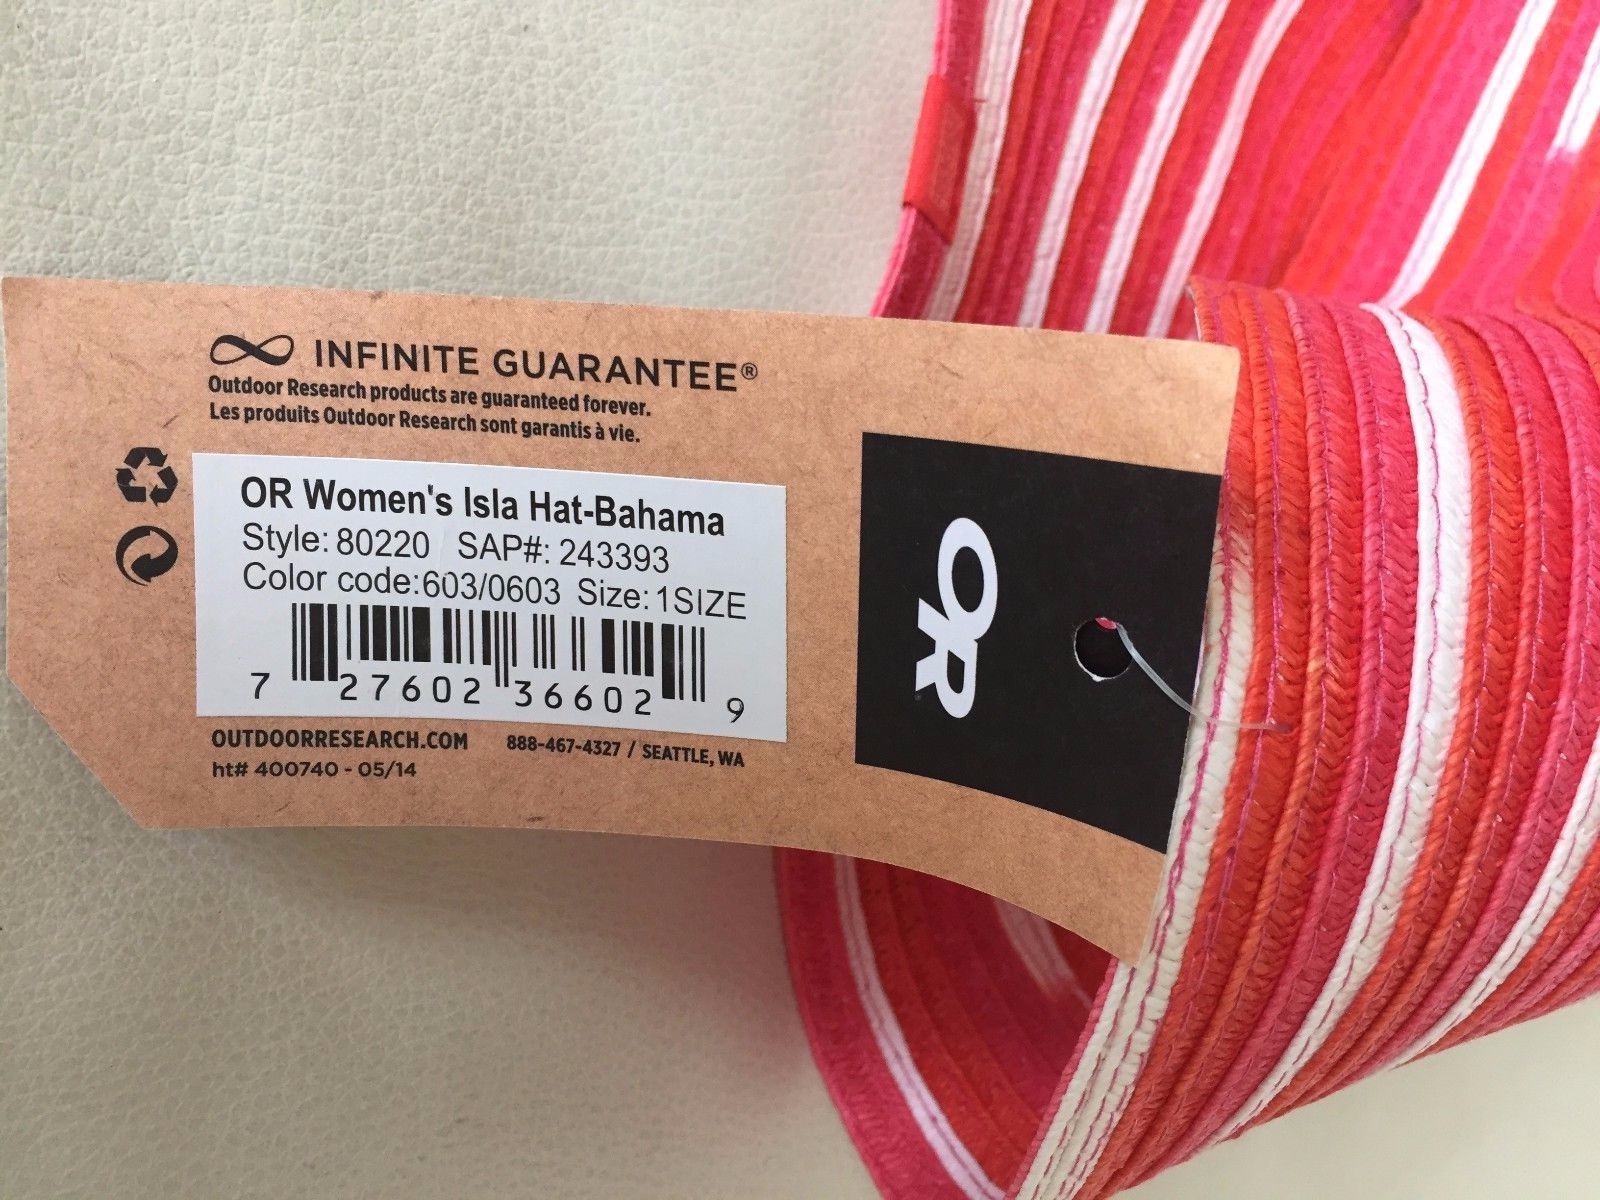 INFINITE GUARANTEE®
Outdoor Research products are guaranteed forever.
Les produits Outdoor Research sont garantis à vie.
OR Women's Isla Hat-Bahama
Style: 80220 SAP#: 243393
Color code:603/0603 Size:1SIZE
7 27602 36602 9
OUTDOORRESEARCH.COM 888-467-4327 / SEATTLE, WA
ht# 400740 - 05/14
OR